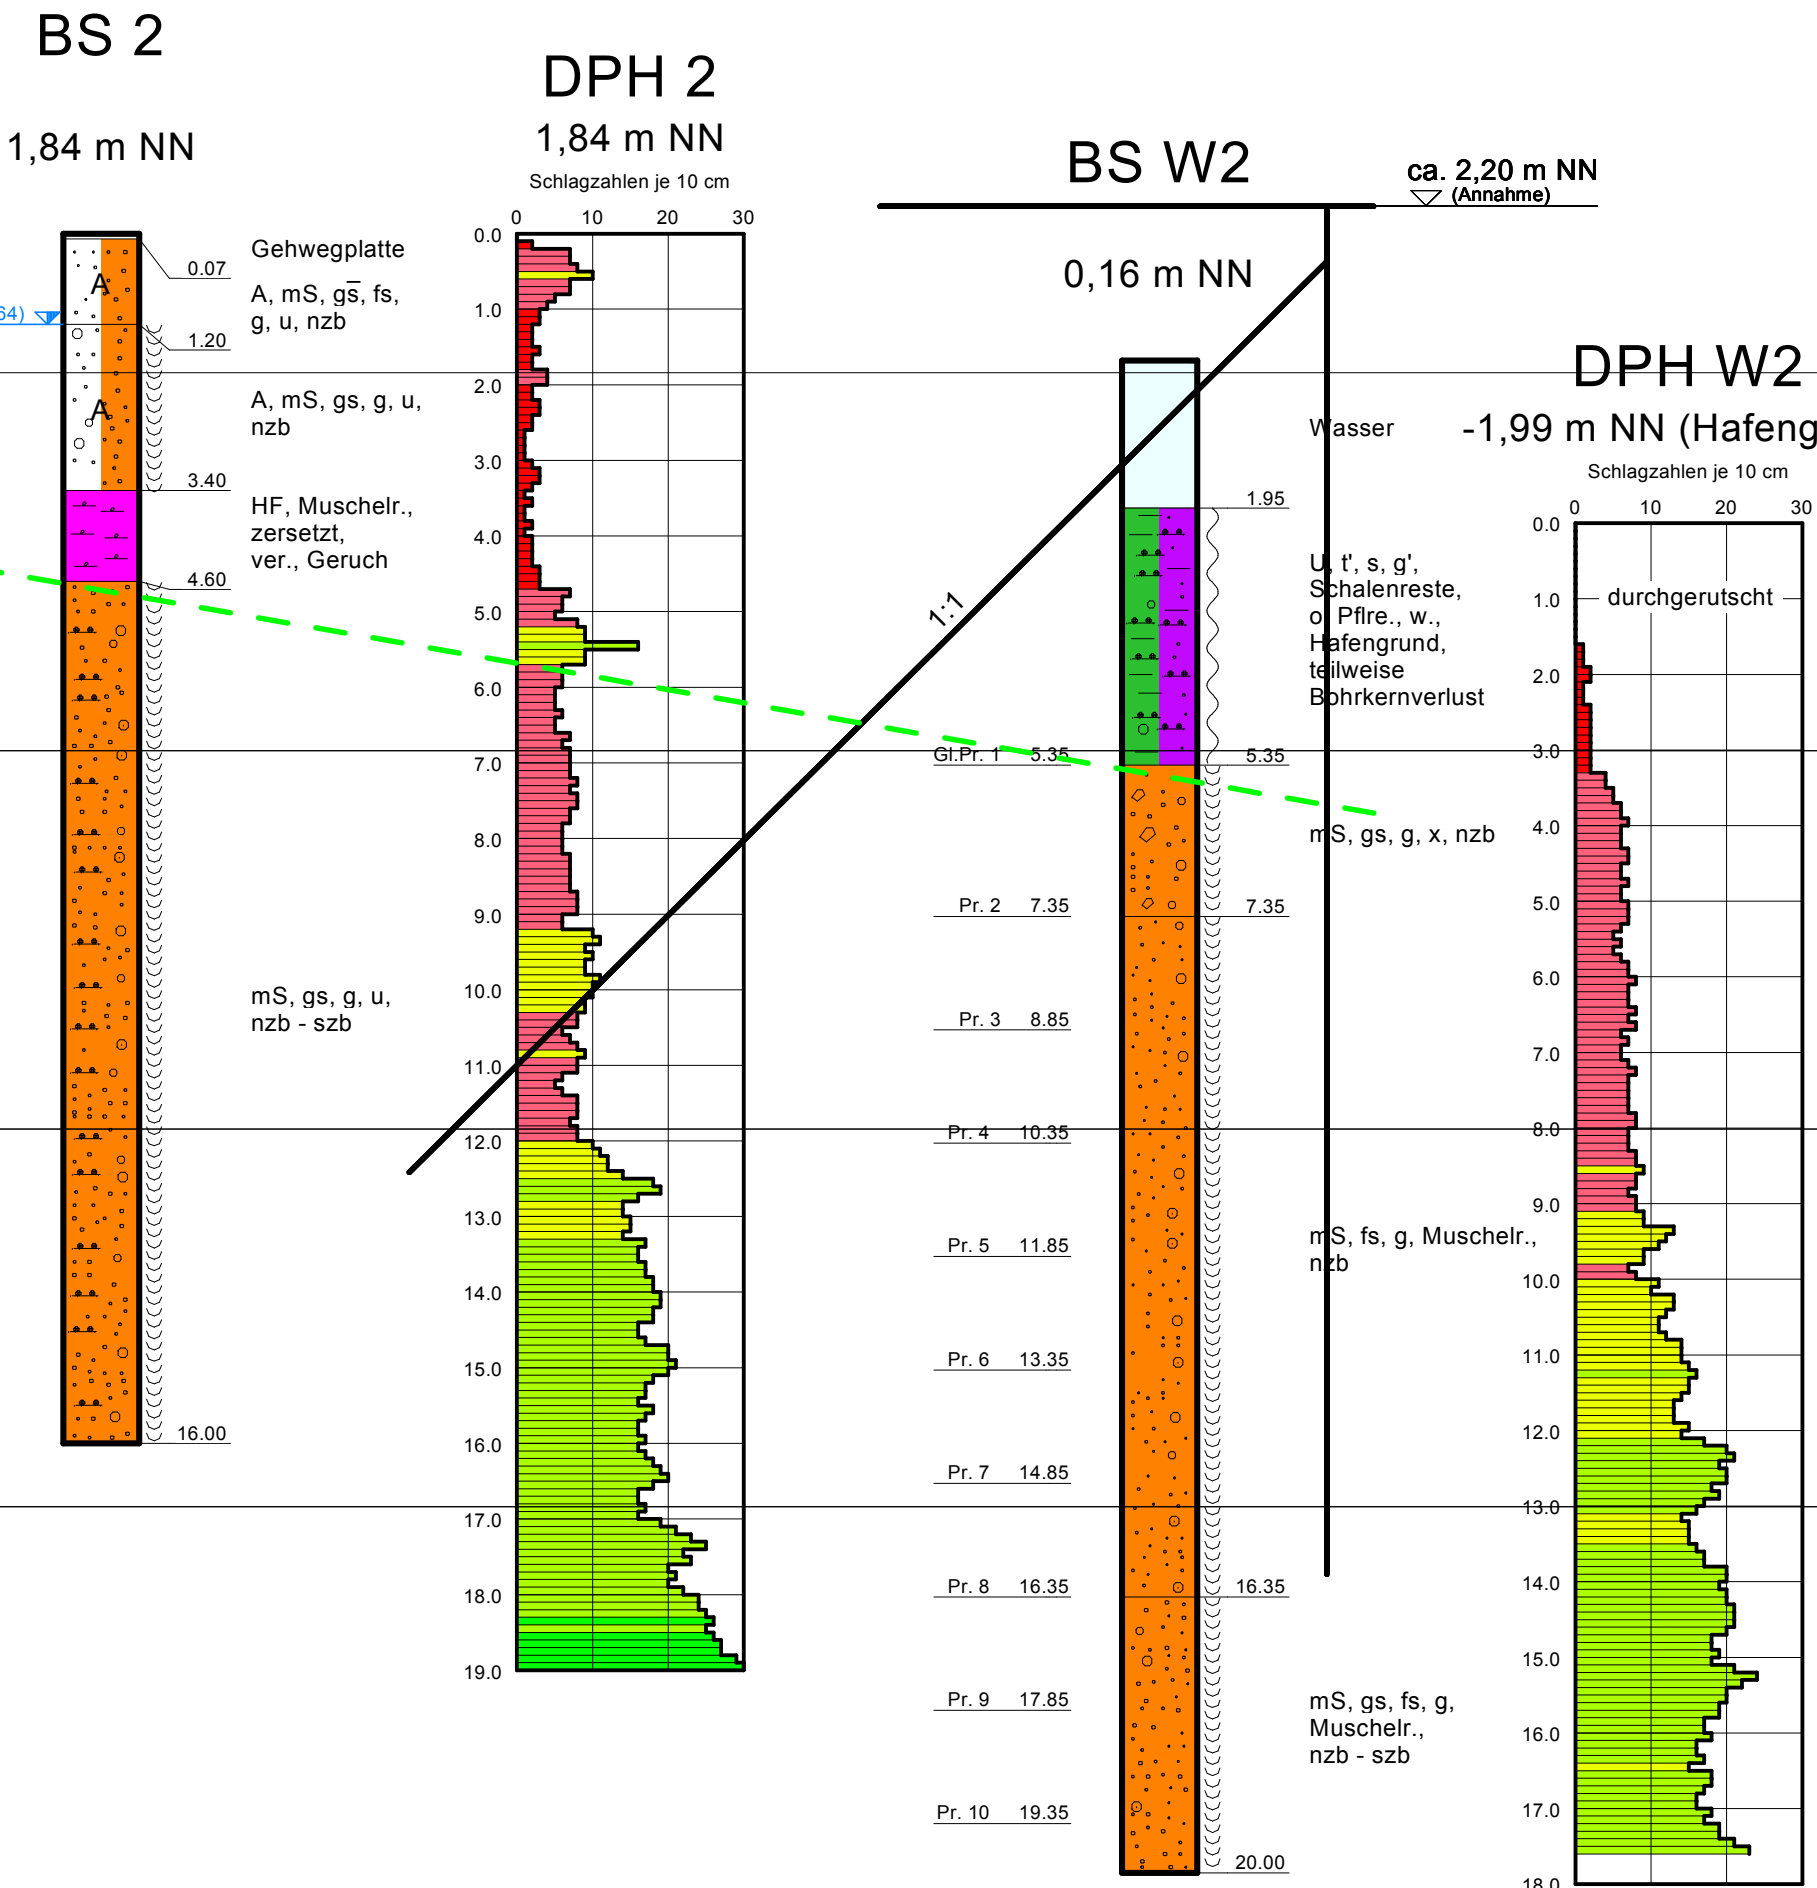 BS 2
1,84 m NN
64)
A
A
0.07
1.20
3.40
4.60
16.00
Gehwegplatte
A, mS, gs̅, fs,
g, u, nzb
A, mS, gs, g, u,
nzb
HF, Muschelr.,
zersetzt,
ver., Geruch
mS, gs, g, u,
nzb - szb
DPH 2
1,84 m NN
Schlagzahlen je 10 cm
0 10 20 30
0.0
1.0
2.0
3.0
4.0
5.0
6.0
7.0
8.0
9.0
10.0
11.0
12.0
13.0
14.0
15.0
16.0
17.0
18.0
19.0
1:1
BS W2
ca. 2,20 m NN
(Annahme)
0,16 m NN
Gl.Pr. 1 5.35
Pr. 2 7.35
Pr. 3 8.85
Pr. 4 10.35
Pr. 5 11.85
Pr. 6 13.35
Pr. 7 14.85
Pr. 8 16.35
Pr. 9 17.85
Pr. 10 19.35
1.95
5.35
7.35
16.35
20.00
Wasser
U, t', s, g',
Schalenreste,
o, Pflre., w.,
Hafengrund,
teilweise
Bohrkernverlust
mS, gs, g, x, nzb
mS, fs, g, Muschelr.,
nzb
mS, gs, fs, g,
Muschelr.,
nzb - szb
DPH W2
-1,99 m NN (Hafeng
Schlagzahlen je 10 cm
0 10 20 30
durchgerutscht
0.0
1.0
2.0
3.0
4.0
5.0
6.0
7.0
8.0
9.0
10.0
11.0
12.0
13.0
14.0
15.0
16.0
17.0
18.0